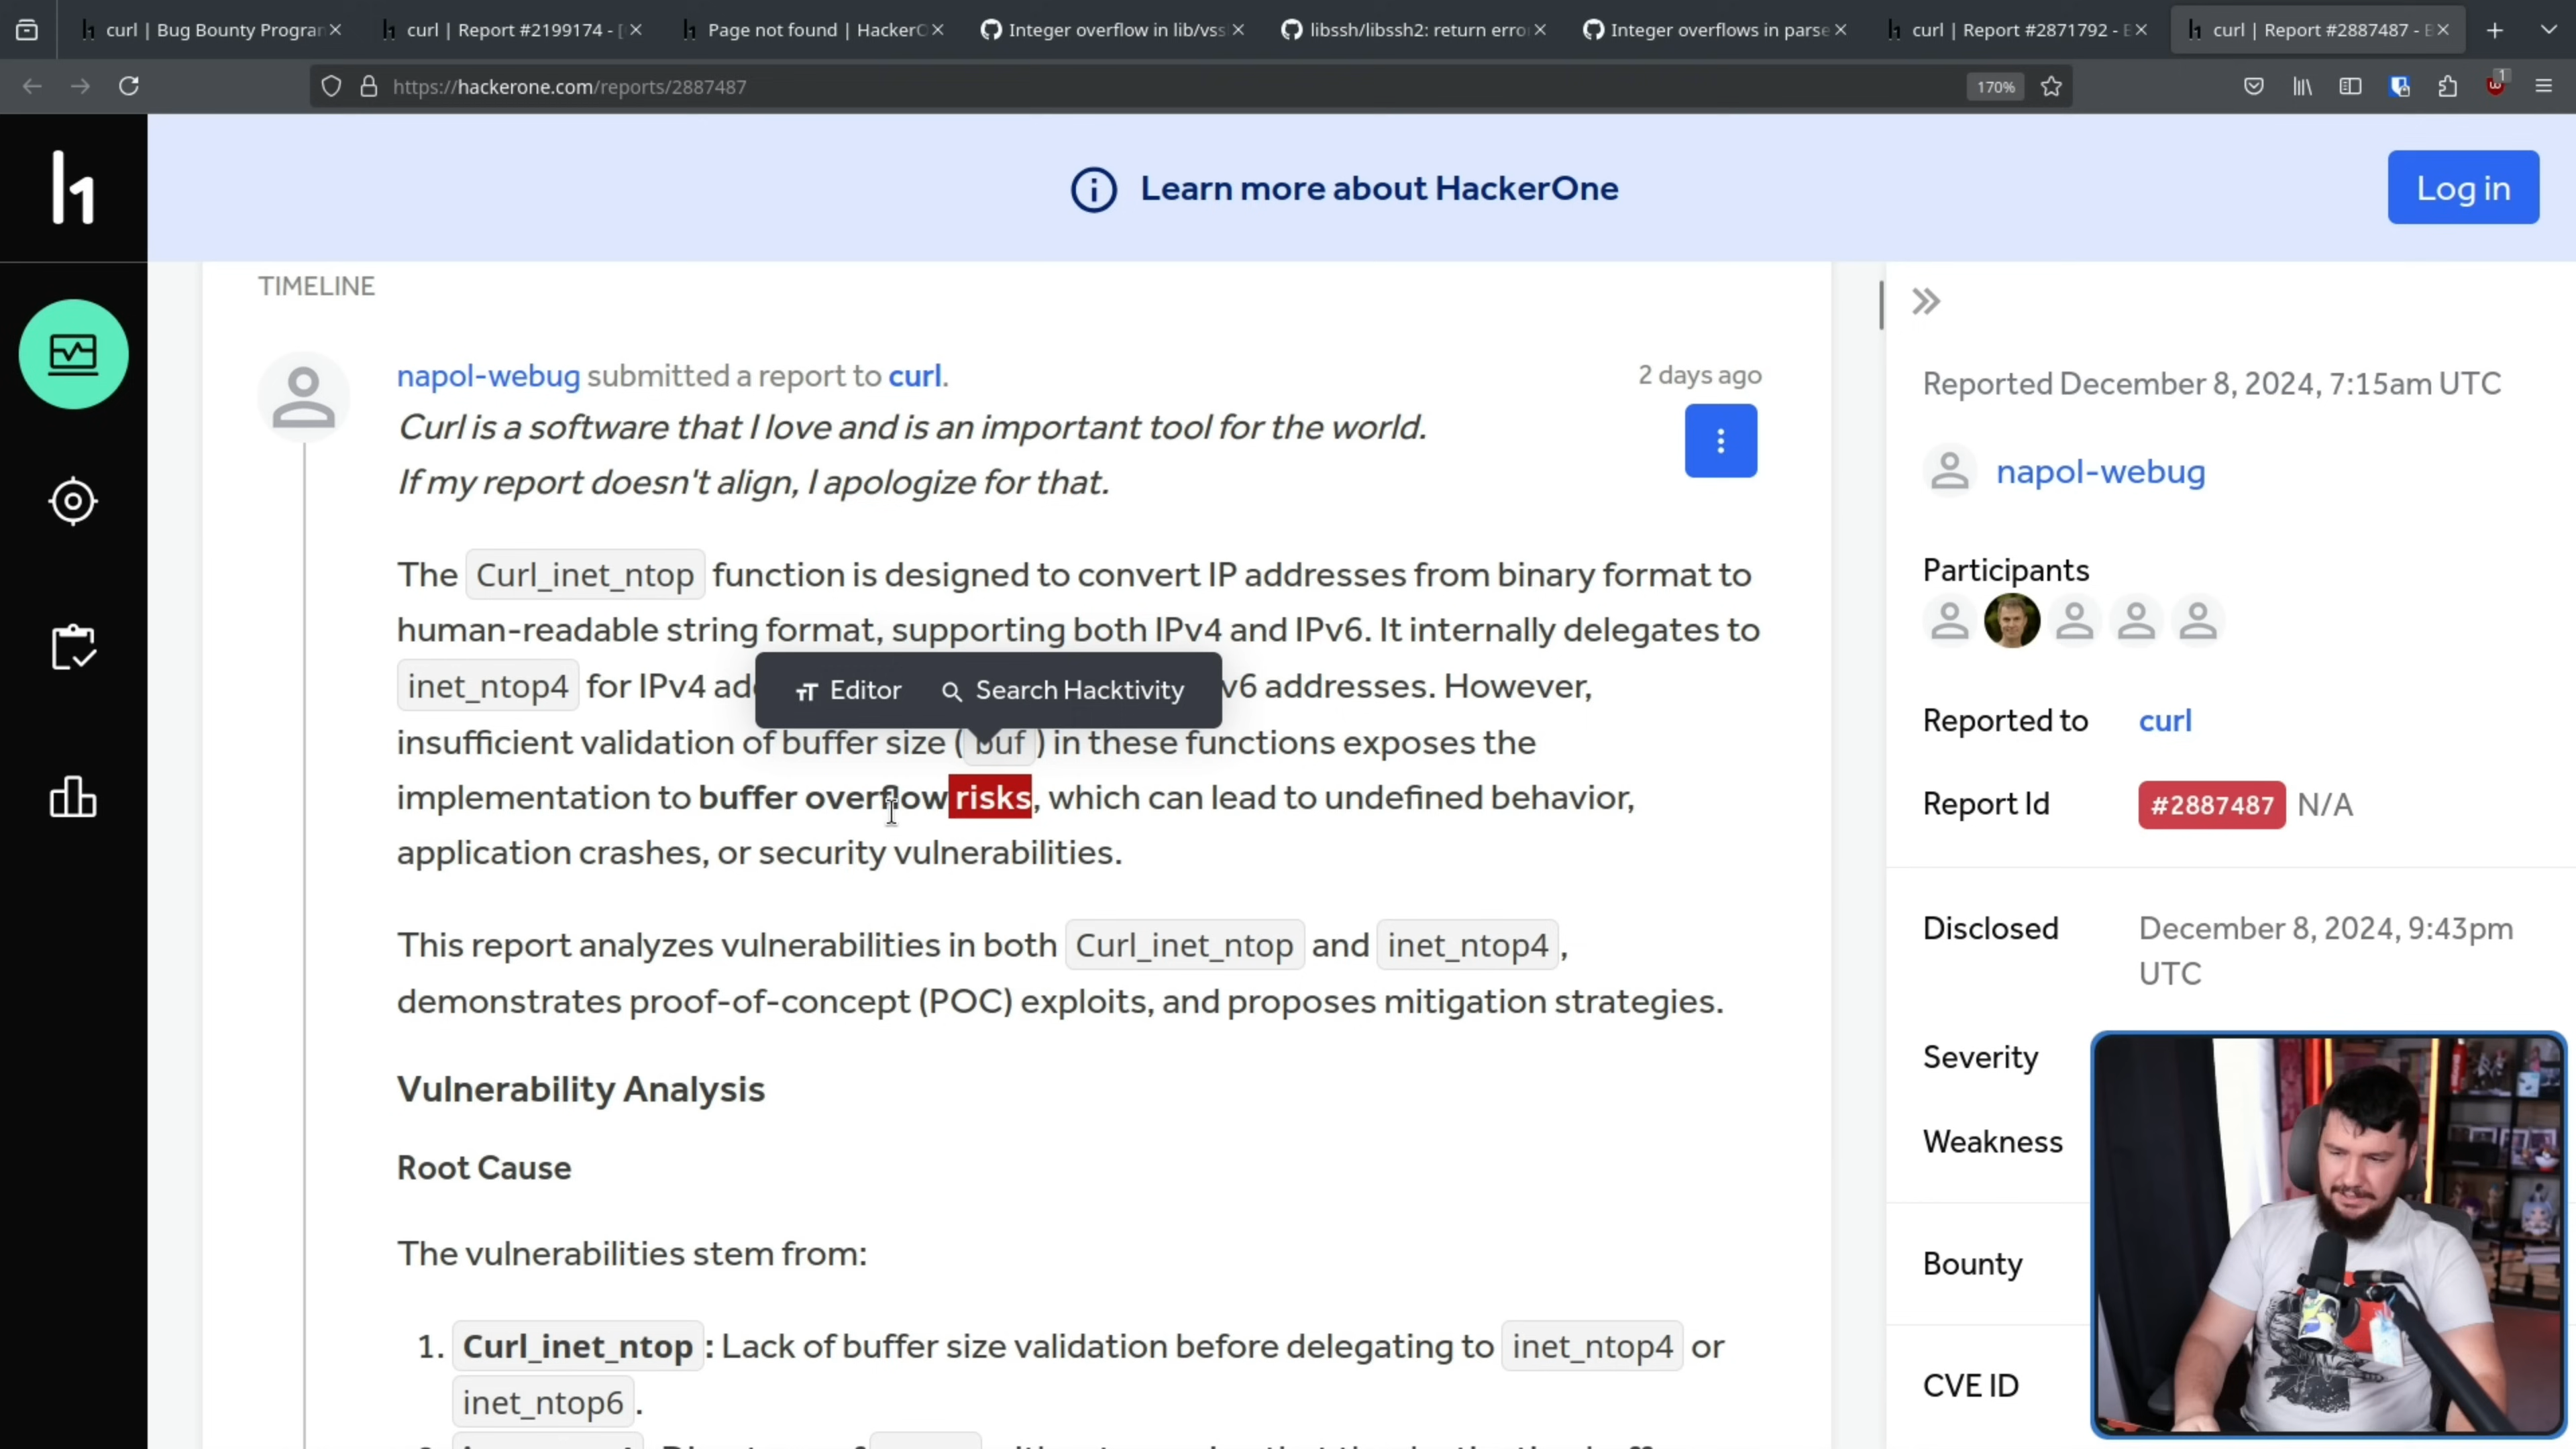 curl | Bug Bounty Progra
curl | Report #2199174 - [
Page not found | HackerO
Integer overflow in lib/vss
libssh/libssh2: return erro
Integer overflows in parse
curl | Report #2871792 - B
curl | Report #2887487 - B
https://hackerone.com/reports/2887487
170%
1
h1
Learn more about HackerOne
Log in
TIMELINE
napol-webug submitted a report to curl.
2 days ago
Curl is a software that I love and is an important tool for the world.
If my report doesn't align, I apologize for that.
The Curl_inet_ntop function is designed to convert IP addresses from binary format to
human-readable string format, supporting both IPv4 and IPv6. It internally delegates to
inet_ntop4 for IPv4 ad
v6 addresses. However,
Editor
Search Hacktivity
insufficient validation of buffer size ( buf ) in these functions exposes the
implementation to buffer overflow risks, which can lead to undefined behavior,
application crashes, or security vulnerabilities.
This report analyzes vulnerabilities in both Curl_inet_ntop and inet_ntop4 ,
demonstrates proof-of-concept (POC) exploits, and proposes mitigation strategies.
Vulnerability Analysis
Root Cause
The vulnerabilities stem from:
1. Curl_inet_ntop : Lack of buffer size validation before delegating to inet_ntop4 or
inet_ntop6 .
Reported December 8, 2024, 7:15am UTC
napol-webug
Participants
Reported to curl
Report Id #2887487 N/A
Disclosed December 8, 2024, 9:43pm
UTC
Severity
Weakness
Bounty
CVE ID